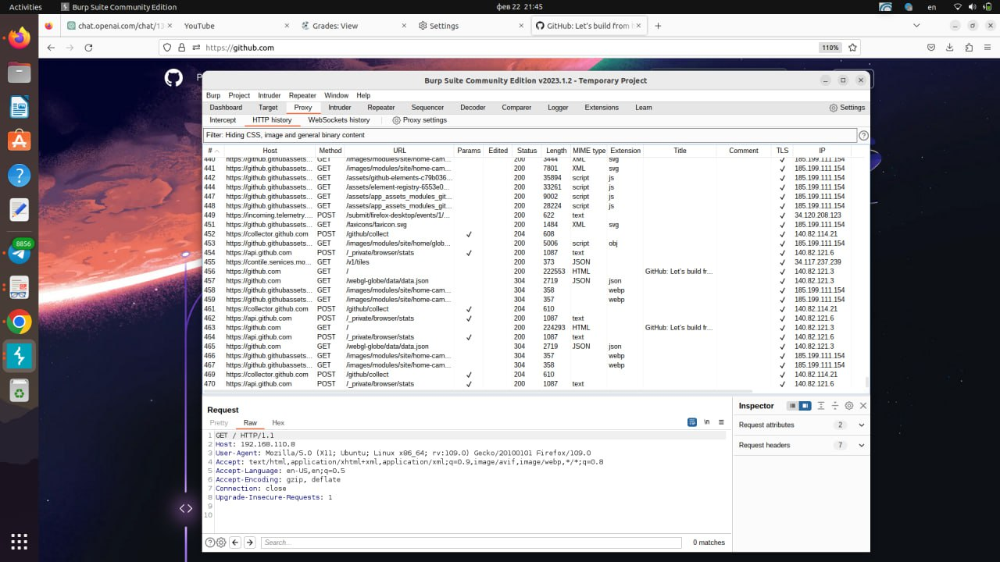 Activities Burp Suite Community Edition фев 22 21:45 en
chat.openai.com/chat/13 YouTube Grades: View Settings GitHub: Let's build from
https://github.com 110%
Burp Suite Community Edition v2023.1.2 - Temporary Project
Burp Project Intruder Repeater Window Help
Dashboard Target Proxy Intruder Repeater Sequencer Decoder Comparer Logger Extensions Learn Settings
Intercept HTTP history WebSockets history Proxy settings
Filter: Hiding CSS, image and general binary content
# Host Method URL Params Edited Status Length MIME type Extension Title Comment TLS IP
440 https://github.githubassets... GET /images/modules/site/home-cam... 200 3444 XML svg ✓ 185.199.111.154
441 https://github.githubassets... GET /images/modules/site/home-cam... 200 7801 XML svg ✓ 185.199.111.154
442 https://github.githubassets... GET /assets/github-elements-c79b036... 200 35894 script js ✓ 185.199.111.154
444 https://github.githubassets... GET /assets/element-registry-6553e0... 200 33261 script js ✓ 185.199.111.154
447 https://github.githubassets... GET /assets/app_assets_modules_git... 200 9002 script js ✓ 185.199.111.154
448 https://github.githubassets... GET /assets/app_assets_modules_git... 200 28224 script js ✓ 185.199.111.154
449 https://incoming.telemetry.... POST /submit/firefox-desktop/events/1/... 200 622 text ✓ 34.120.208.123
451 https://github.githubassets... GET /favicons/favicon.svg 200 1484 XML svg ✓ 185.199.111.154
452 https://collector.github.com POST /github/collect ✓ 204 608 ✓ 140.82.114.21
453 https://github.githubassets... GET /images/modules/site/home/glob... 200 5006 script obj ✓ 185.199.111.154
454 https://api.github.com POST /_private/browser/stats ✓ 200 1087 text ✓ 140.82.121.6
455 https://contile.services.mo... GET /v1/tiles 200 373 JSON ✓ 34.117.237.239
456 https://github.com GET / 200 222553 HTML GitHub: Let's build fr... ✓ 140.82.121.3
457 https://github.com GET /webgl-globe/data/data.json 304 2719 JSON json ✓ 140.82.121.3
458 https://github.githubassets... GET /images/modules/site/home-cam... 304 358 webp ✓ 185.199.111.154
459 https://github.githubassets... GET /images/modules/site/home-cam... 304 357 webp ✓ 185.199.111.154
461 https://collector.github.com POST /github/collect ✓ 204 610 ✓ 140.82.114.21
462 https://api.github.com POST /_private/browser/stats ✓ 200 1087 text ✓ 140.82.121.6
463 https://github.com GET / 200 224293 HTML GitHub: Let's build fr... ✓ 140.82.121.3
464 https://api.github.com POST /_private/browser/stats ✓ 200 1087 text ✓ 140.82.121.6
465 https://github.com GET /webgl-globe/data/data.json 304 2719 JSON json ✓ 140.82.121.3
466 https://github.githubassets... GET /images/modules/site/home-cam... 304 357 webp ✓ 185.199.111.154
467 https://github.githubassets... GET /images/modules/site/home-cam... 304 358 webp ✓ 185.199.111.154
469 https://collector.github.com POST /github/collect ✓ 204 610 ✓ 140.82.114.21
470 https://api.github.com POST /_private/browser/stats ✓ 200 1087 text ✓ 140.82.121.6
8856
Request
Pretty Raw Hex \n
1 GET / HTTP/1.1
2 Host: 192.168.110.8
3 User-Agent: Mozilla/5.0 (X11; Ubuntu; Linux x86_64; rv:109.0) Gecko/20100101 Firefox/109.0
4 Accept: text/html,application/xhtml+xml,application/xml;q=0.9,image/avif,image/webp,*/*;q=0.8
5 Accept-Language: en-US,en;q=0.5
6 Accept-Encoding: gzip, deflate
7 Connection: close
8 Upgrade-Insecure-Requests: 1
9
10
Search... 0 matches
Inspector
Request attributes 2
Request headers 7